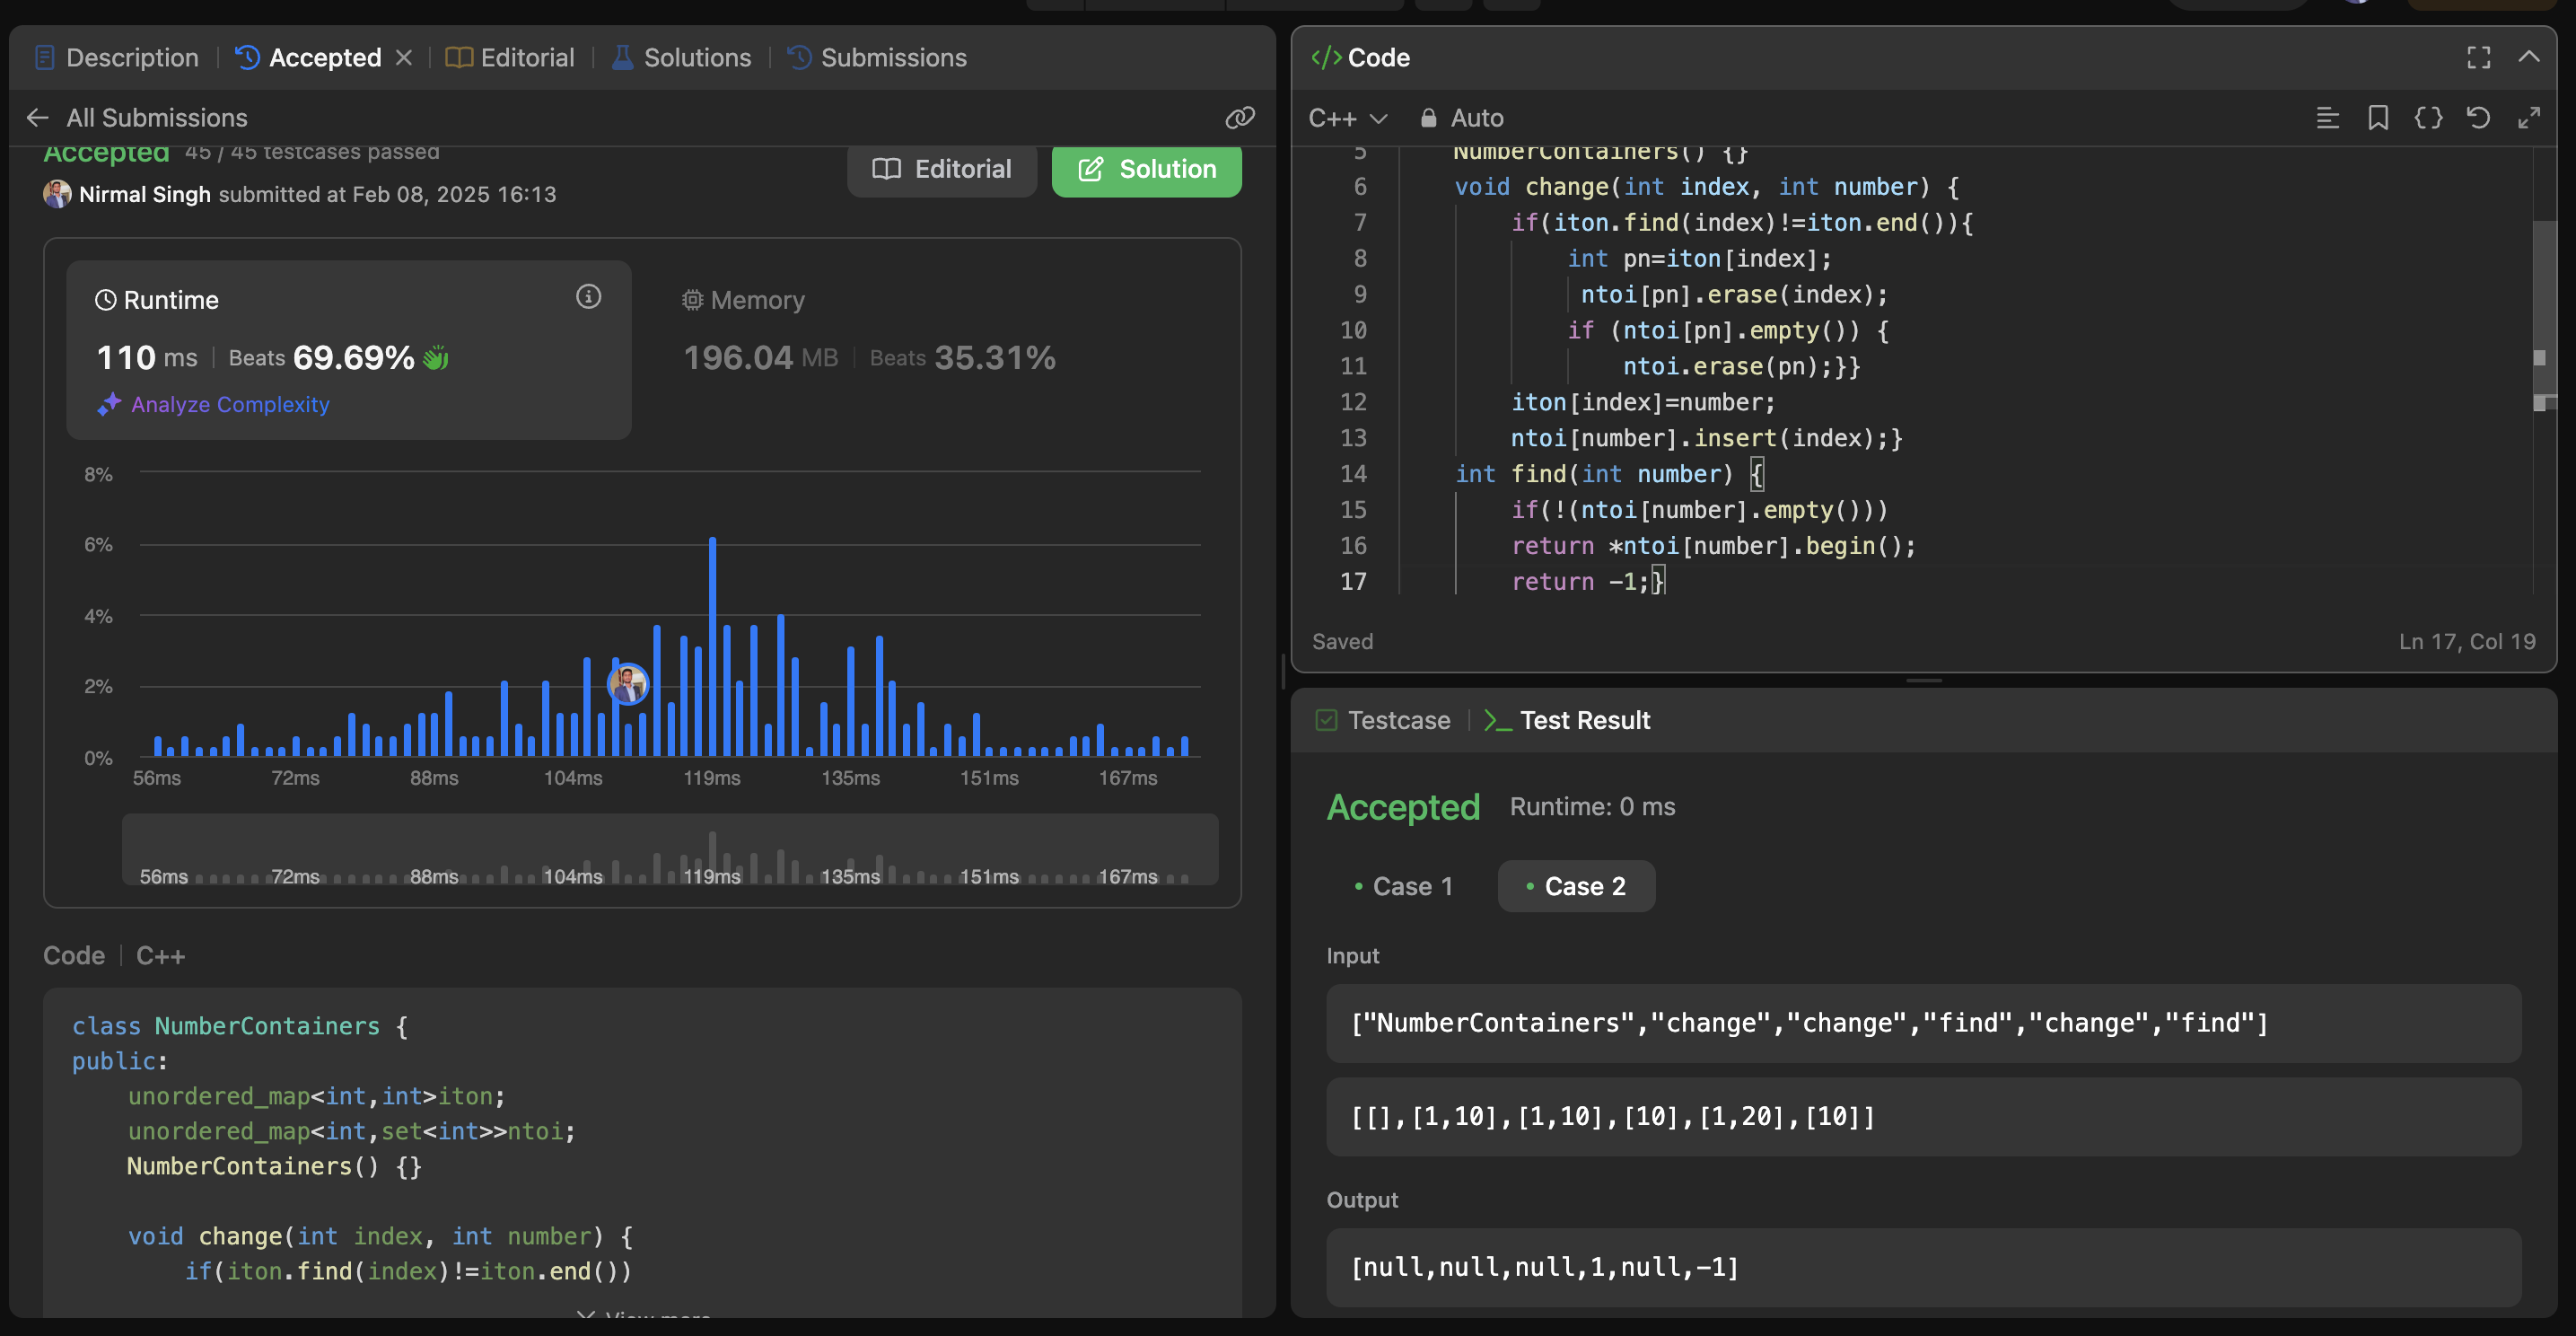 Description
Accepted
Editorial
Solutions
Submissions
All Submissions
Accepted 45 / 45 testcases passed
Nirmal Singh submitted at Feb 08, 2025 16:13
Editorial
Solution
Runtime
110 ms | Beats 69.69%
Analyze Complexity
Memory
196.04 MB | Beats 35.31%
8%
6%
4%
2%
0%
56ms 72ms 88ms 104ms 119ms 135ms 151ms 167ms
56ms 72ms 88ms 104ms 119ms 135ms 151ms 167ms
Code | C++
class NumberContainers {
public:
    unordered_map<int,int>iton;
    unordered_map<int,set<int>>ntoi;
    NumberContainers() {}
    void change(int index, int number) {
        if(iton.find(index)!=iton.end())
View more
</> Code
C++
Auto
5 NumberContainers() {}
6 void change(int index, int number) {
7 if(iton.find(index)!=iton.end()){
8 int pn=iton[index];
9 ntoi[pn].erase(index);
10 if (ntoi[pn].empty()) {
11 ntoi.erase(pn);}}
12 iton[index]=number;
13 ntoi[number].insert(index);}
14 int find(int number) {
15 if(!(ntoi[number].empty()))
16 return *ntoi[number].begin();
17 return -1;}
Saved
Ln 17, Col 19
Testcase
Test Result
Accepted Runtime: 0 ms
Case 1
Case 2
Input
["NumberContainers","change","change","find","change","find"]
[[],[1,10],[1,10],[10],[1,20],[10]]
Output
[null,null,null,1,null,-1]